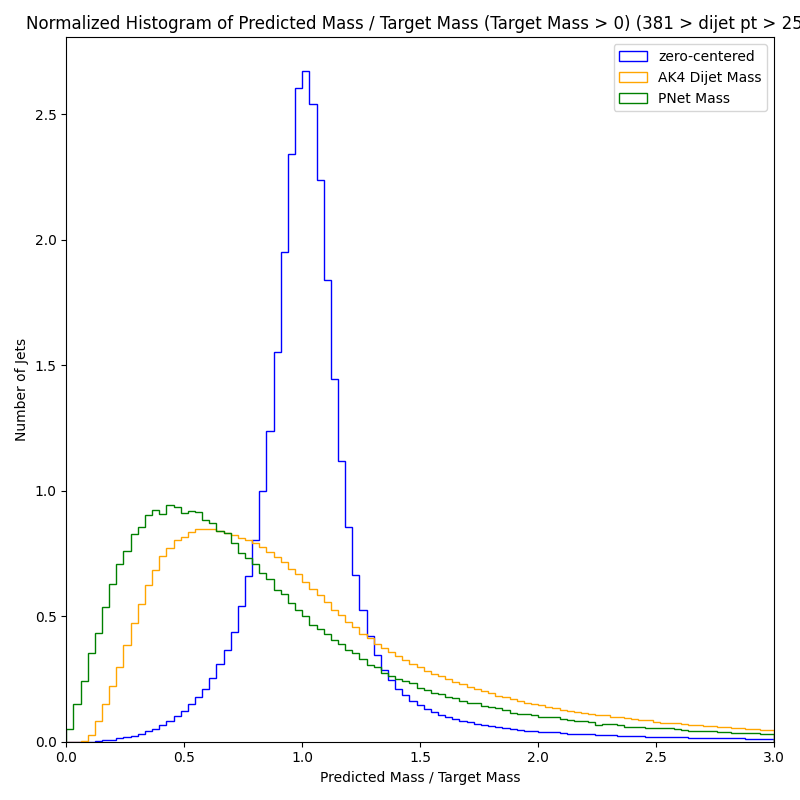 Normalized Histogram of Predicted Mass / Target Mass (Target Mass > 0) (381 > dijet pt > 25
zero-centered
AK4 Dijet Mass
PNet Mass
Number of Jets
2.5
2.0
1.5
1.0
0.5
0.0
0.0 0.5 1.0 1.5 2.0 2.5 3.0
Predicted Mass / Target Mass